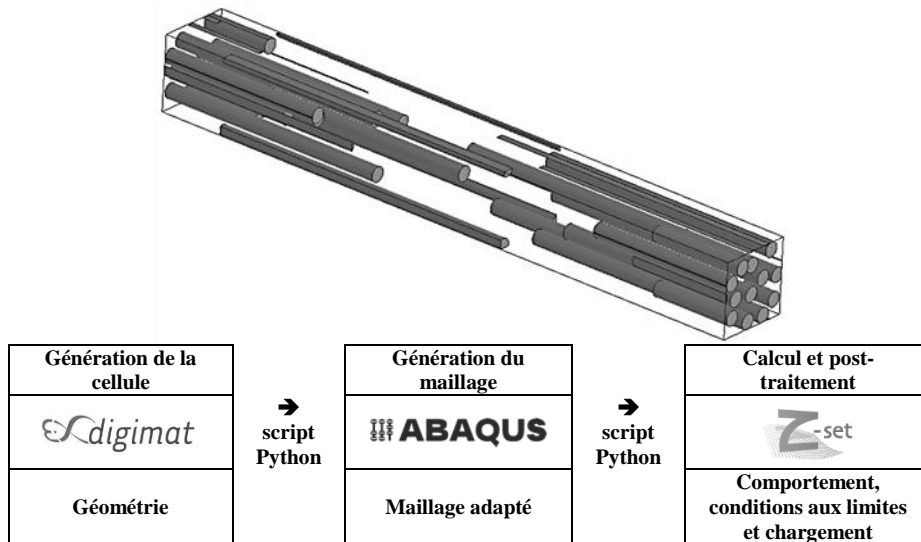 Génération de la
cellule
digimat
Géométrie
➔
script
Python
Génération du
maillage
ABAQUS
Maillage adapté
➔
script
Python
Calcul et post-
traitement
Z-set
Comportement,
conditions aux limites
et chargement